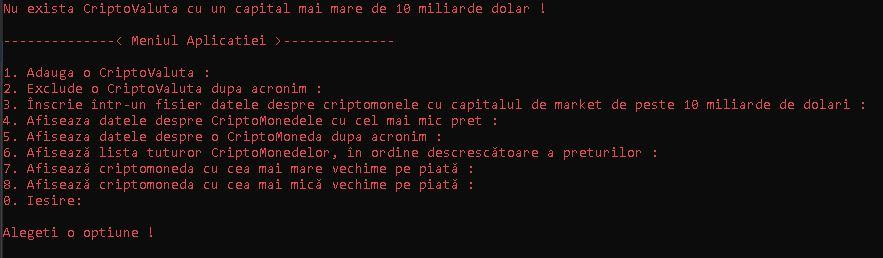 Nu exista CriptoValuta cu un capital mai mare de 10 miliarde dolar !
--------------< Meniul Aplicatiei >--------------
1. Adauga o CriptoValuta :
2. Exclude o CriptoValuta dupa acronim :
3. Înscrie într-un fisier datele despre criptomonele cu capitalul de market de peste 10 miliarde de dolari :
4. Afiseaza datele despre CriptoMonedele cu cel mai mic pret :
5. Afiseaza datele despre o CriptoMoneda dupa acronim :
6. Afisează lista tuturor CriptoMonedelor, în ordine descrescătoare a preturilor :
7. Afisează criptomoneda cu cea mai mare vechime pe piată :
8. Afisează criptomoneda cu cea mai mică vechime pe piată :
0. Iesire:
Alegeti o optiune !